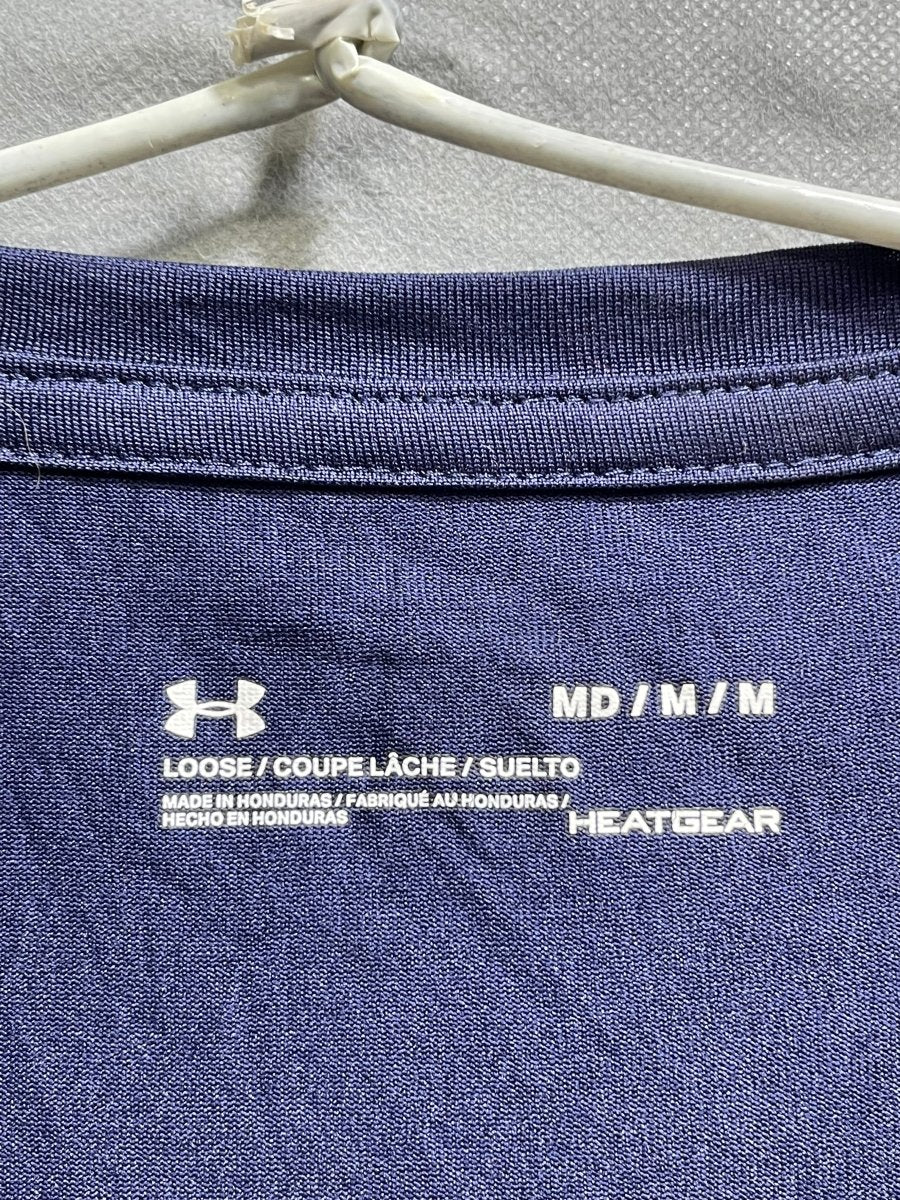 MD / M / M
LOOSE / COUPE LÂCHE / SUELTO
MADE IN HONDURAS / FABRIQUÉ AU HONDURAS /
HECHO EN HONDURAS
HEATGEAR